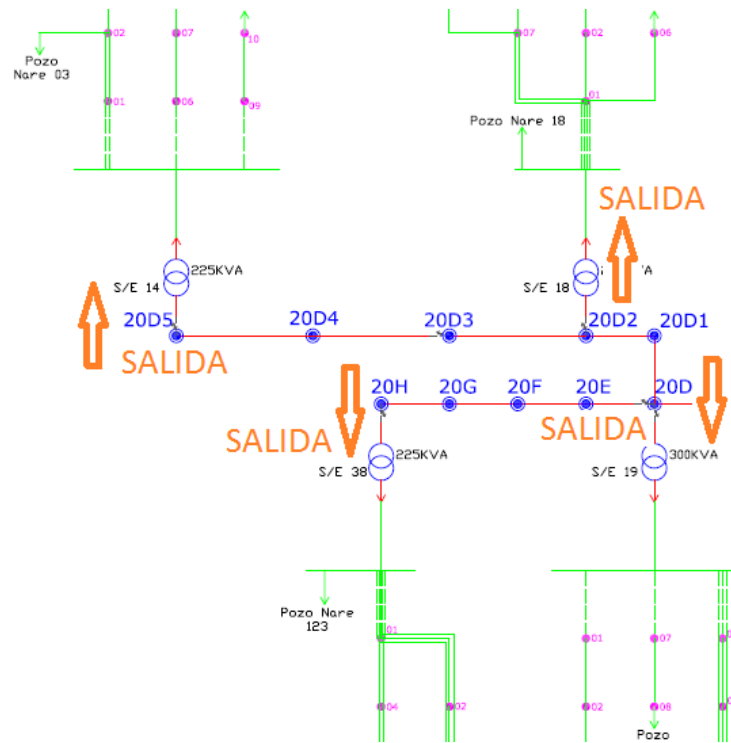 02
07
10
07
02
06
Pozo
Nare 03
01
06
09
01
Pozo Nare 18
SALIDA
225KVA
S/E 14
S/E 18
20D5
20D4
20D3
20D2
20D1
SALIDA
20H
20G
20F
20E
20D
SALIDA
SALIDA
225KVA
300KVA
S/E 38
S/E 19
Pozo Nare
123
01
01
07
04
02
02
08
Pozo